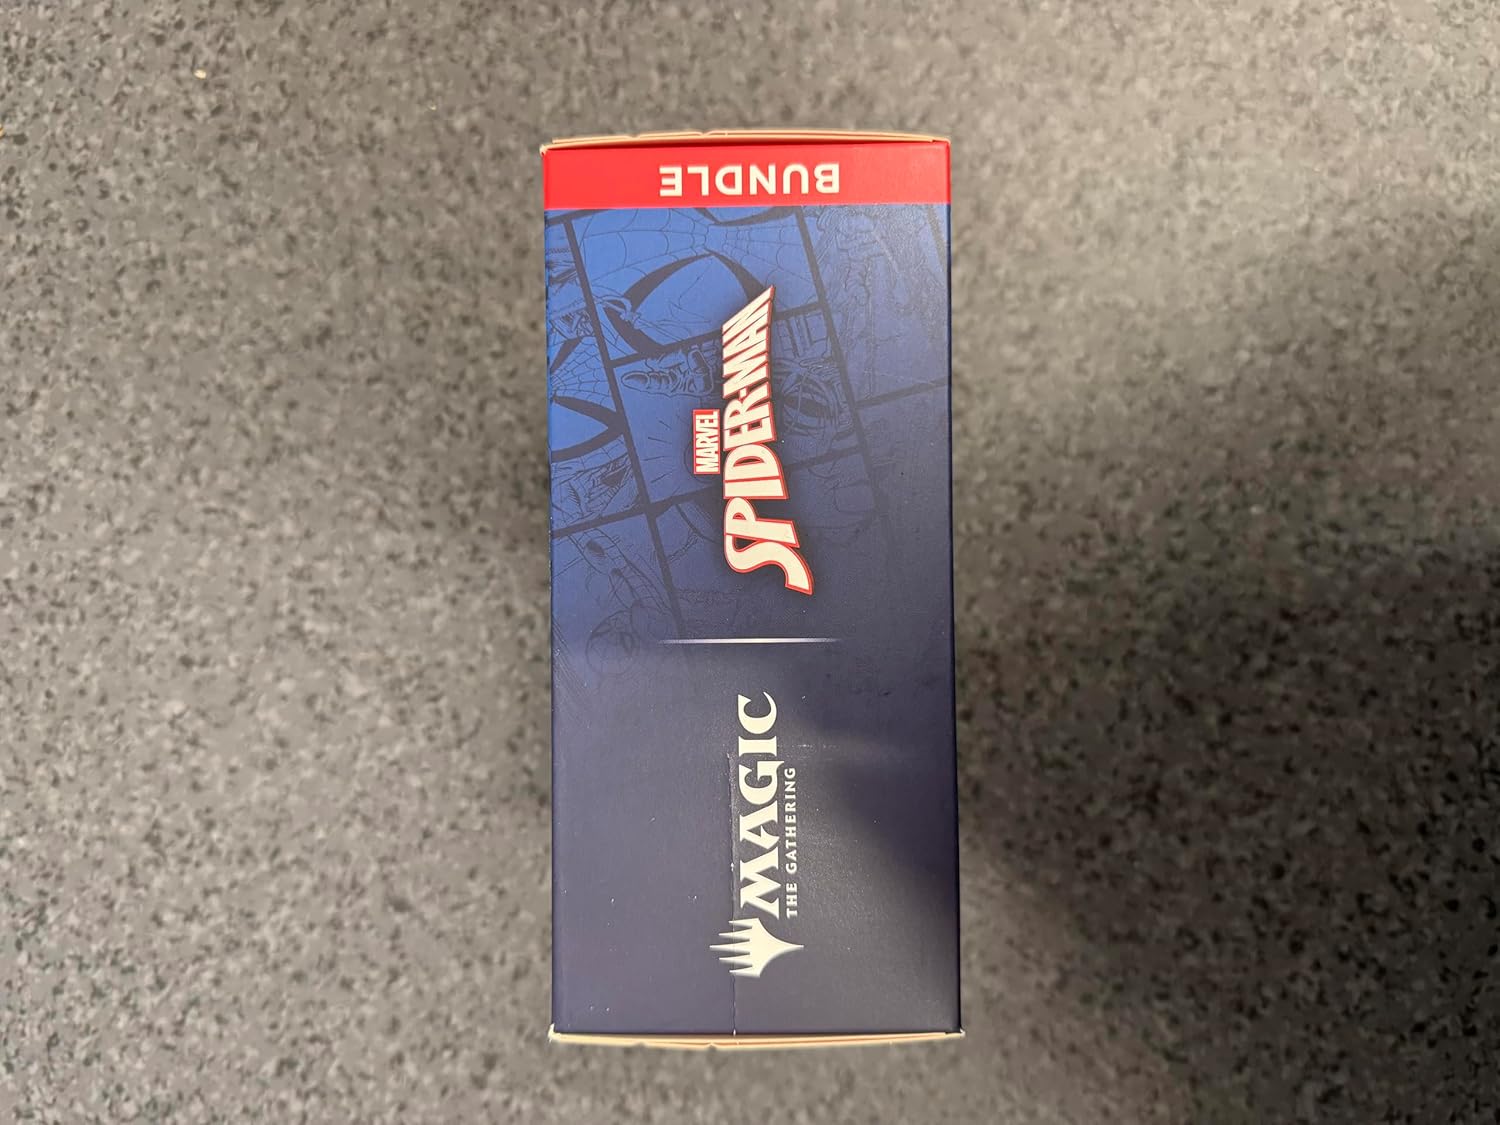 BUNDLE
MARVEL
SPIDER-MAN
MAGIC
THE GATHERING